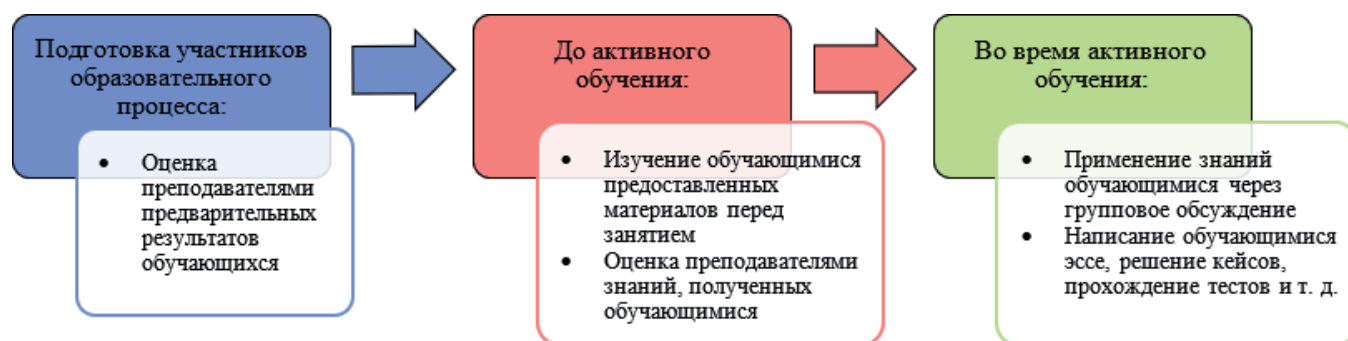 Подготовка участников
образовательного
процесса:
• Оценка
преподавателями
предварительных
результатов
обучающихся
До активного
обучения:
• Изучение обучающимися
предоставленных
материалов перед
занятием
• Оценка преподавателями
знаний, полученных
обучающимися
Во время активного
обучения:
• Применение знаний
обучающимися через
групповое обсуждение
• Написание обучающимися
эссе, решение кейсов,
прохождение тестов и т. д.